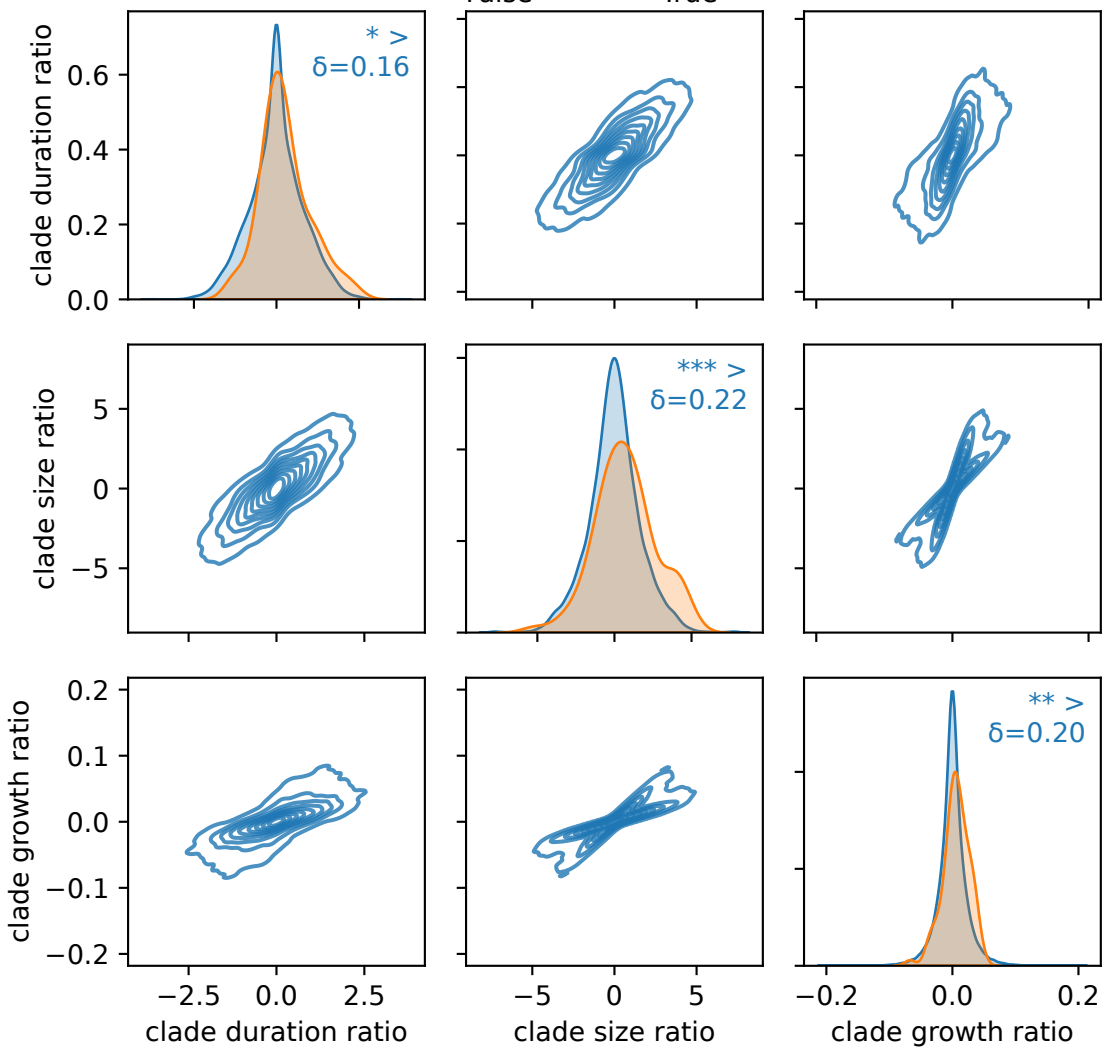 clade duration ratio
0.6
0.4
0.2
0.0
* >
δ=0.16
clade size ratio
5
0
−5
*** >
δ=0.22
clade growth ratio
0.2
0.1
0.0
−0.1
−0.2
** >
δ=0.20
−2.5 0.0 2.5
−5 0 5
−0.2 0.0 0.2
clade duration ratio
clade size ratio
clade growth ratio